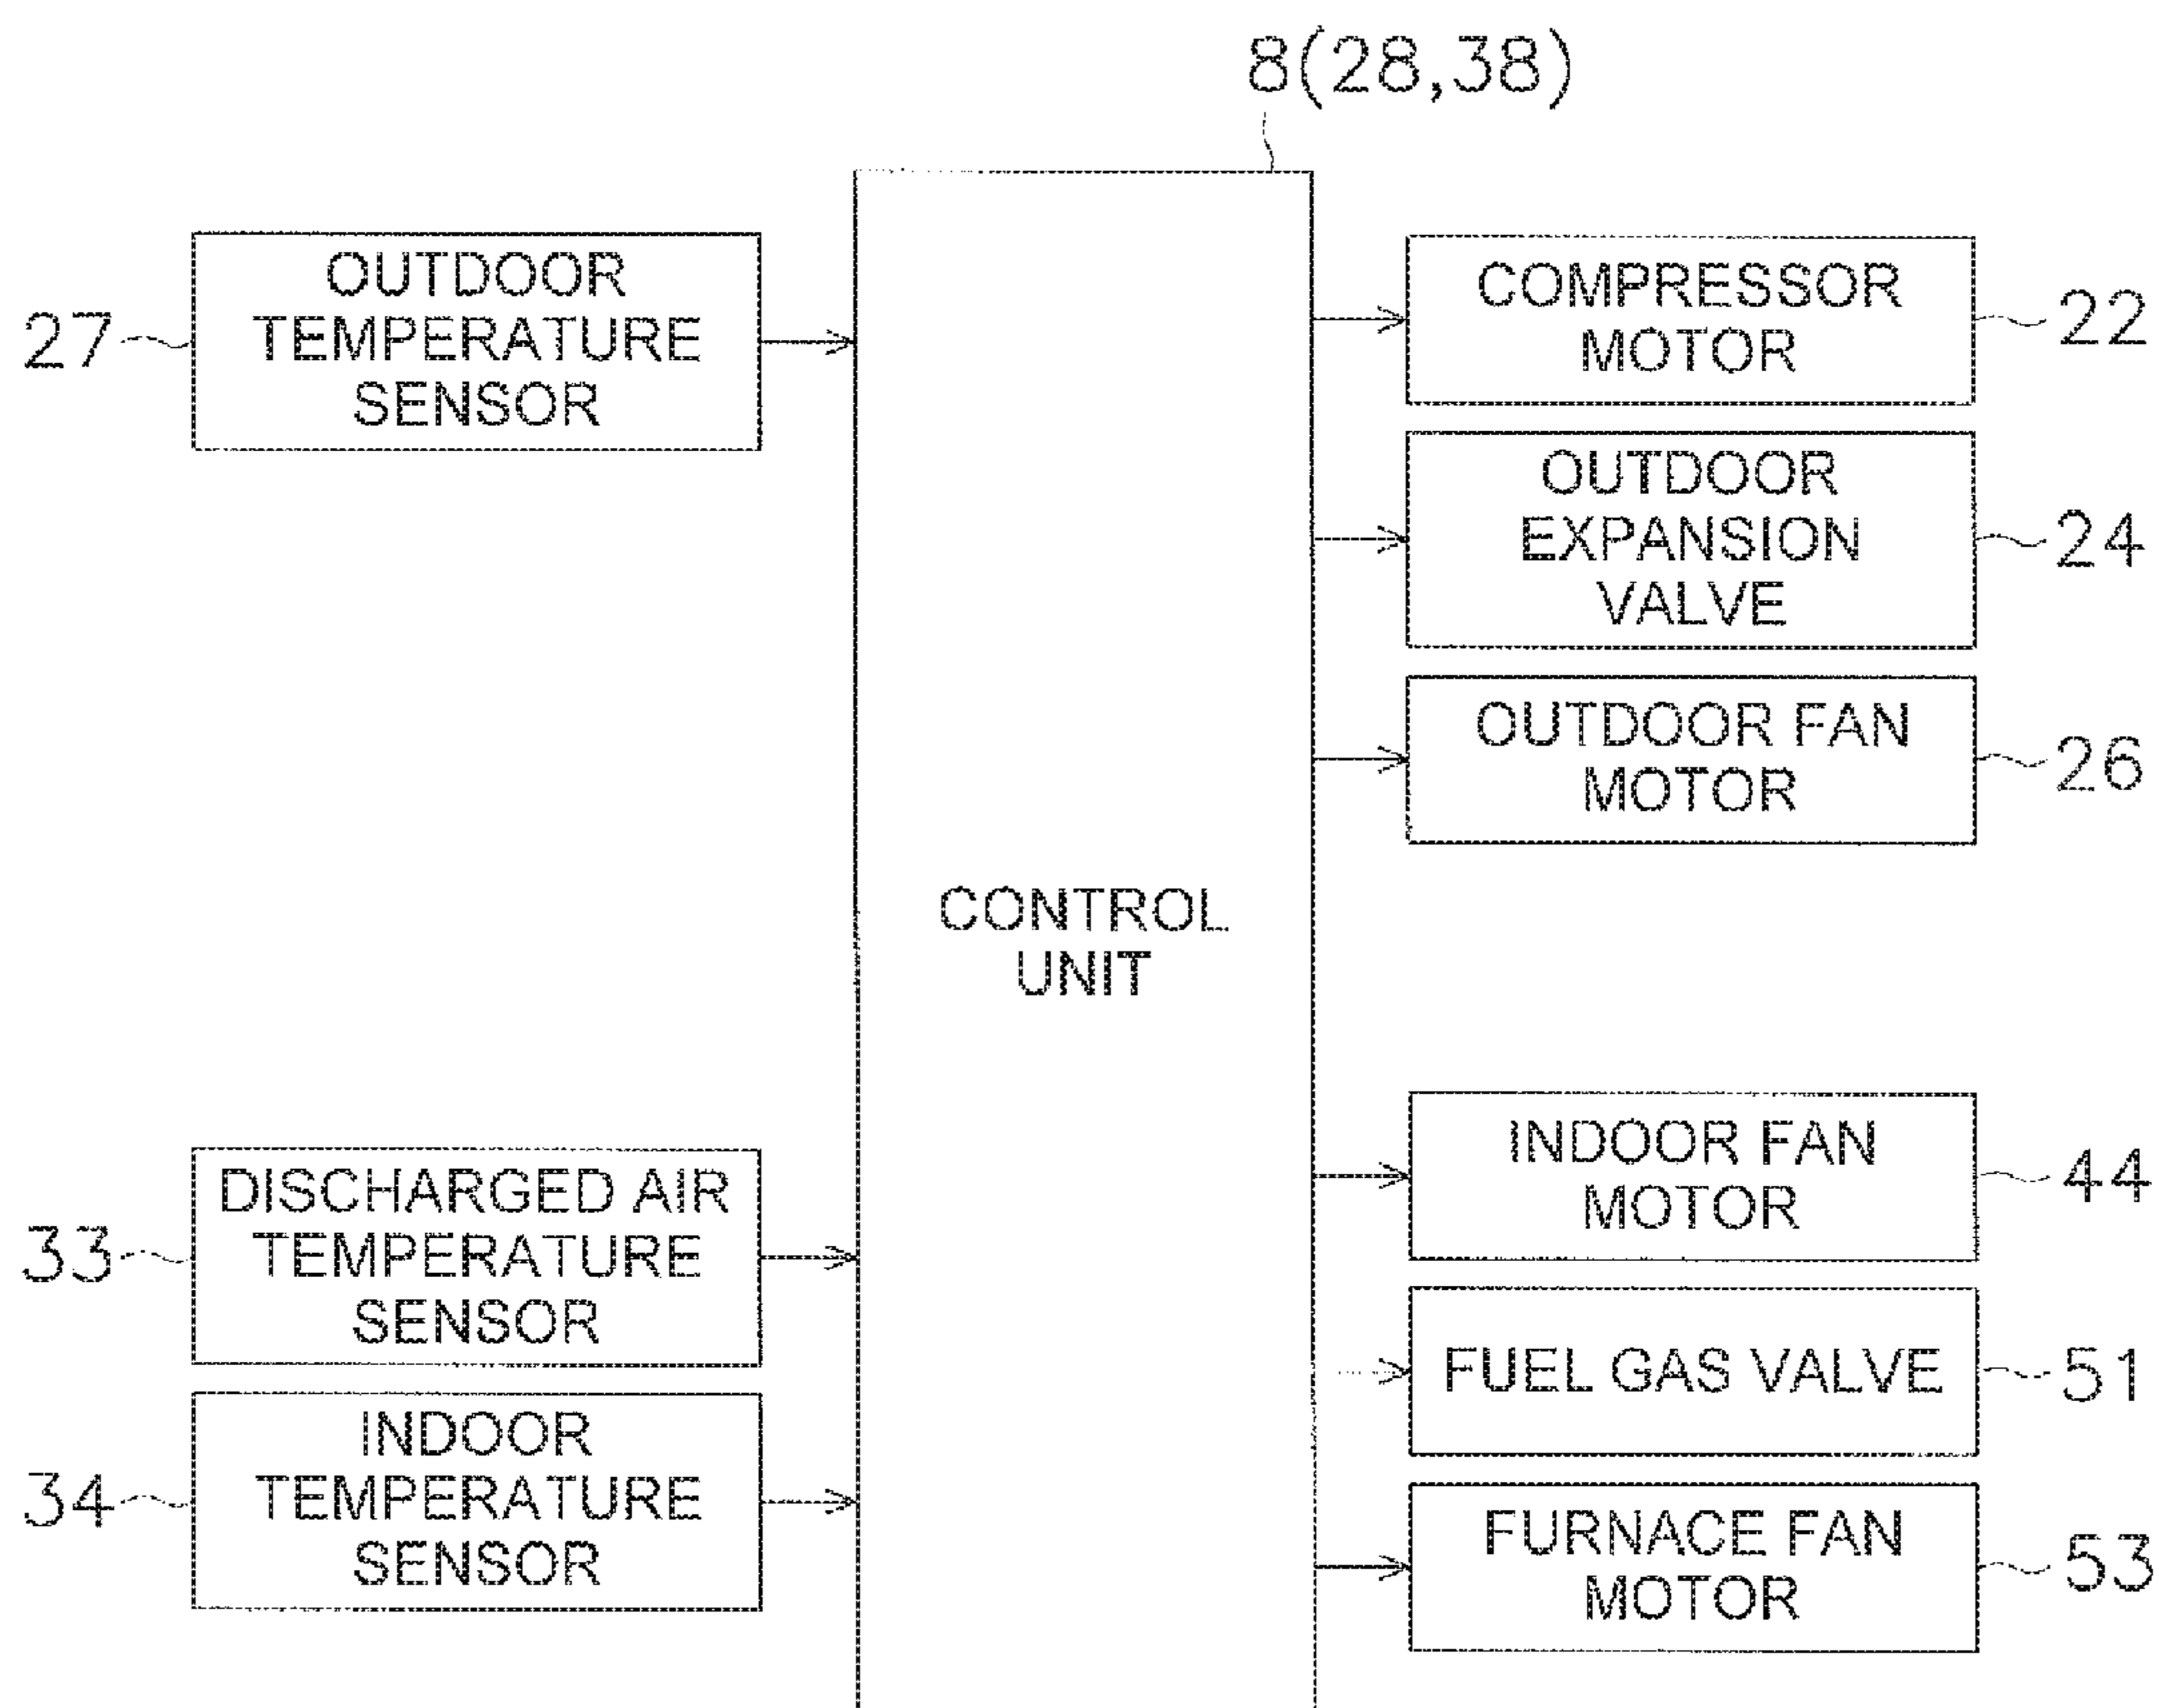 8(28,38)
OUTDOOR
TEMPERATURE
SENSOR
27
COMPRESSOR
MOTOR
22
OUTDOOR
EXPANSION
VALVE
24
OUTDOOR FAN
MOTOR
26
CONTROL
UNIT
DISCHARGED AIR
TEMPERATURE
SENSOR
33
INDOOR
TEMPERATURE
SENSOR
34
INDOOR FAN
MOTOR
44
FUEL GAS VALVE
51
FURNACE FAN
MOTOR
53